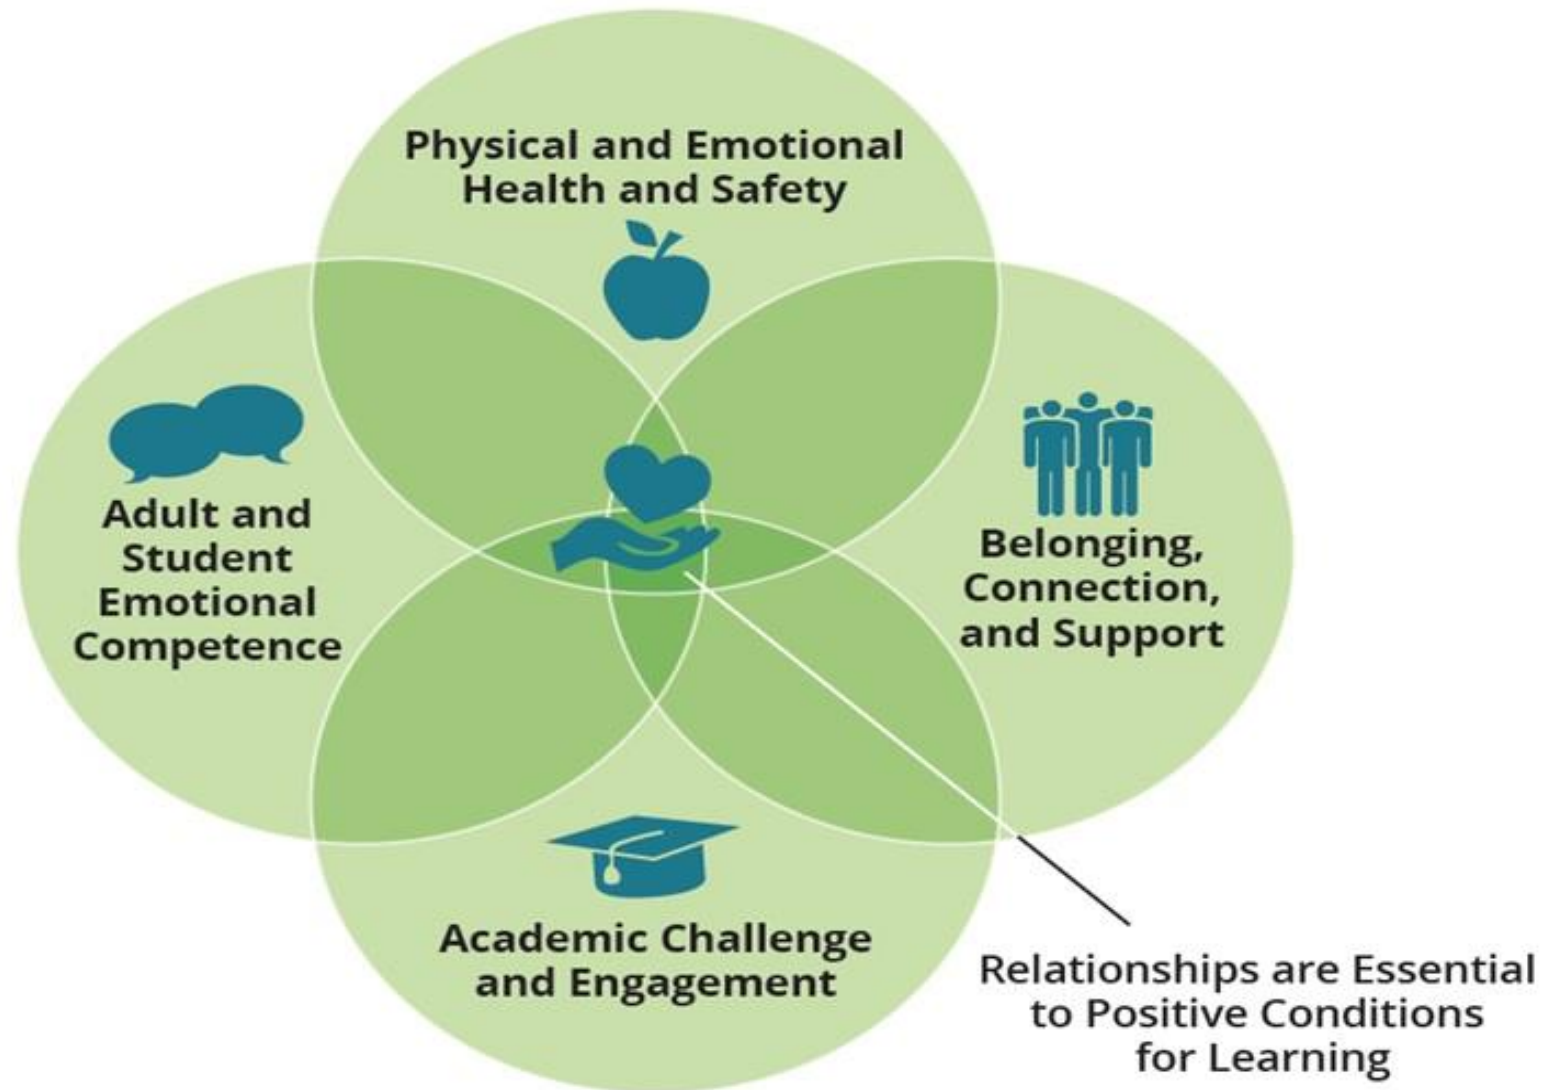 Physical and Emotional
Health and Safety
Adult and
Student
Emotional
Competence
Belonging,
Connection,
and Support
Academic Challenge
and Engagement
Relationships are Essential
to Positive Conditions
for Learning